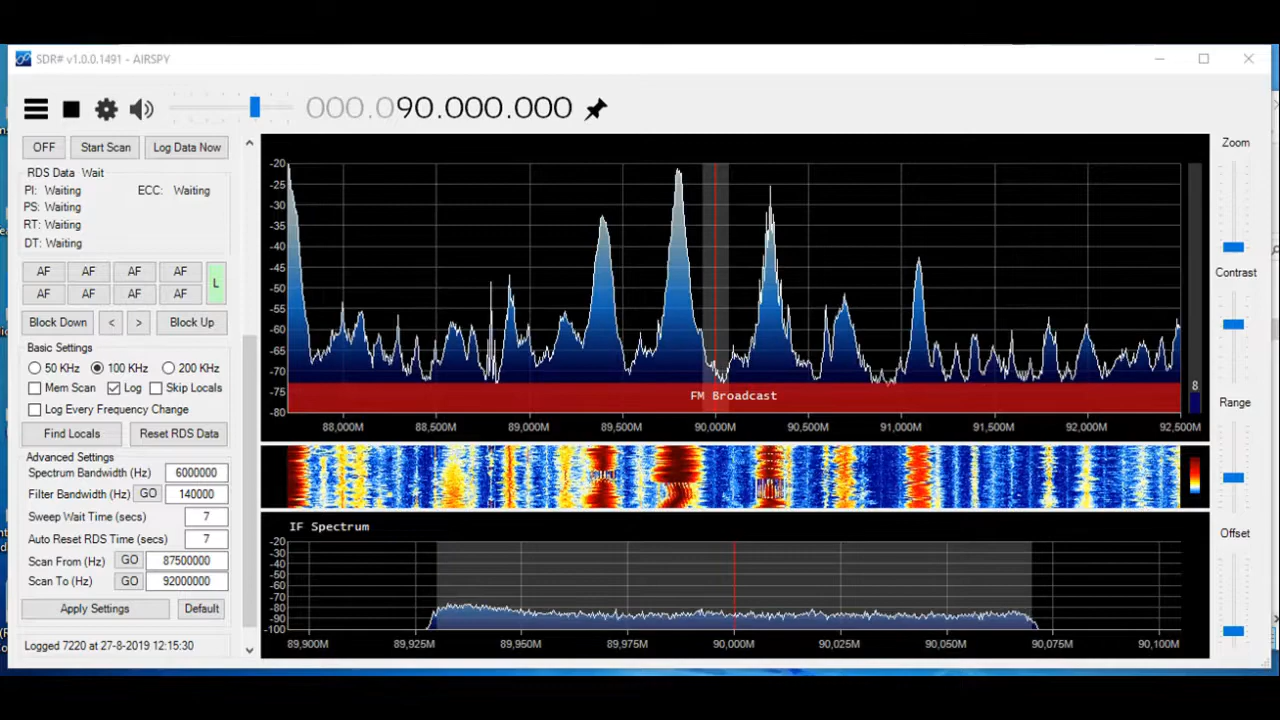 SDR# v1.0.0.1491 - AIRSPY
000.090.000.000
OFF Start Scan Log Data Now
RDS Data Wait
PI: Waiting ECC: Waiting
PS: Waiting
RT: Waiting
DT: Waiting
AF AF AF AF L
AF AF AF AF
Block Down < > Block Up
Basic Settings
50 KHz 100 KHz 200 KHz
Mem Scan Log Skip Locals
Log Every Frequency Change
Find Locals Reset RDS Data
Advanced Settings
Spectrum Bandwidth (Hz) 6000000
Filter Bandwidth (Hz) GO 140000
Sweep Wait Time (secs) 7
Auto Reset RDS Time (secs) 7
Scan From (Hz) GO 87500000
Scan To (Hz) GO 92000000
Apply Settings Default
Logged 7220 at 27-8-2019 12:15:30
-20
-25
-30
-35
-40
-45
-50
-55
-60
-65
-70
-75
-80
FM Broadcast
8
88,000M 88,500M 89,000M 89,500M 90,000M 90,500M 91,000M 91,500M 92,000M 92,500M
IF Spectrum
-20
-30
-40
-50
-60
-70
-80
-90
-100
89,900M 89,925M 89,950M 89,975M 90,000M 90,025M 90,050M 90,075M 90,100M
Zoom
Contrast
Range
Offset